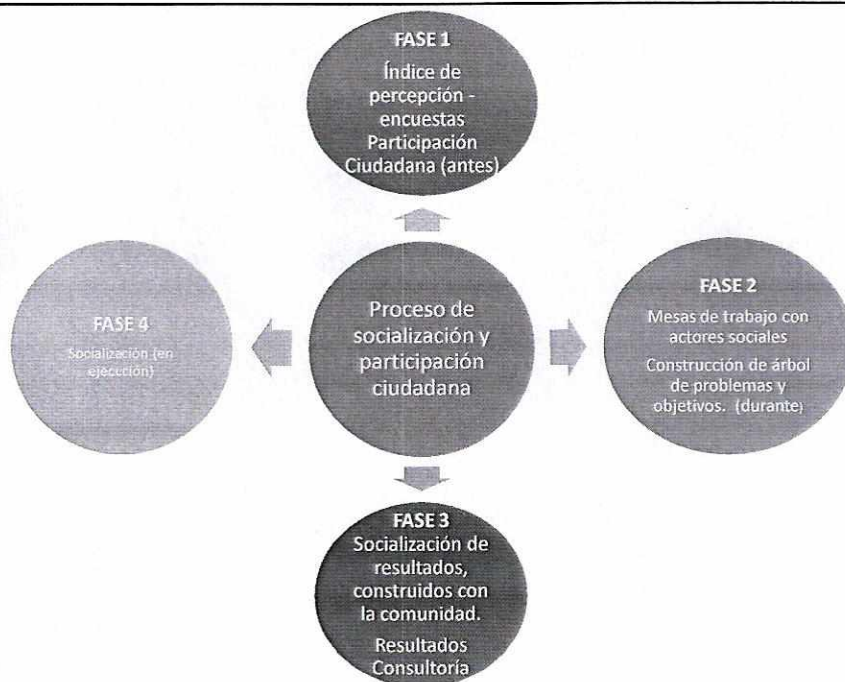 FASE 1
Índice de
percepción -
encuestas
Participación
Ciudadana (antes)
Proceso de
socialización y
participación
ciudadana
FASE 2
Mesas de trabajo con
actores sociales
Construcción de árbol
de problemas y
objetivos. (durante)
FASE 3
Socialización de
resultados,
construidos con
la comunidad.
Resultados
Consultoría
FASE 4
Socialización (en
ejecución)